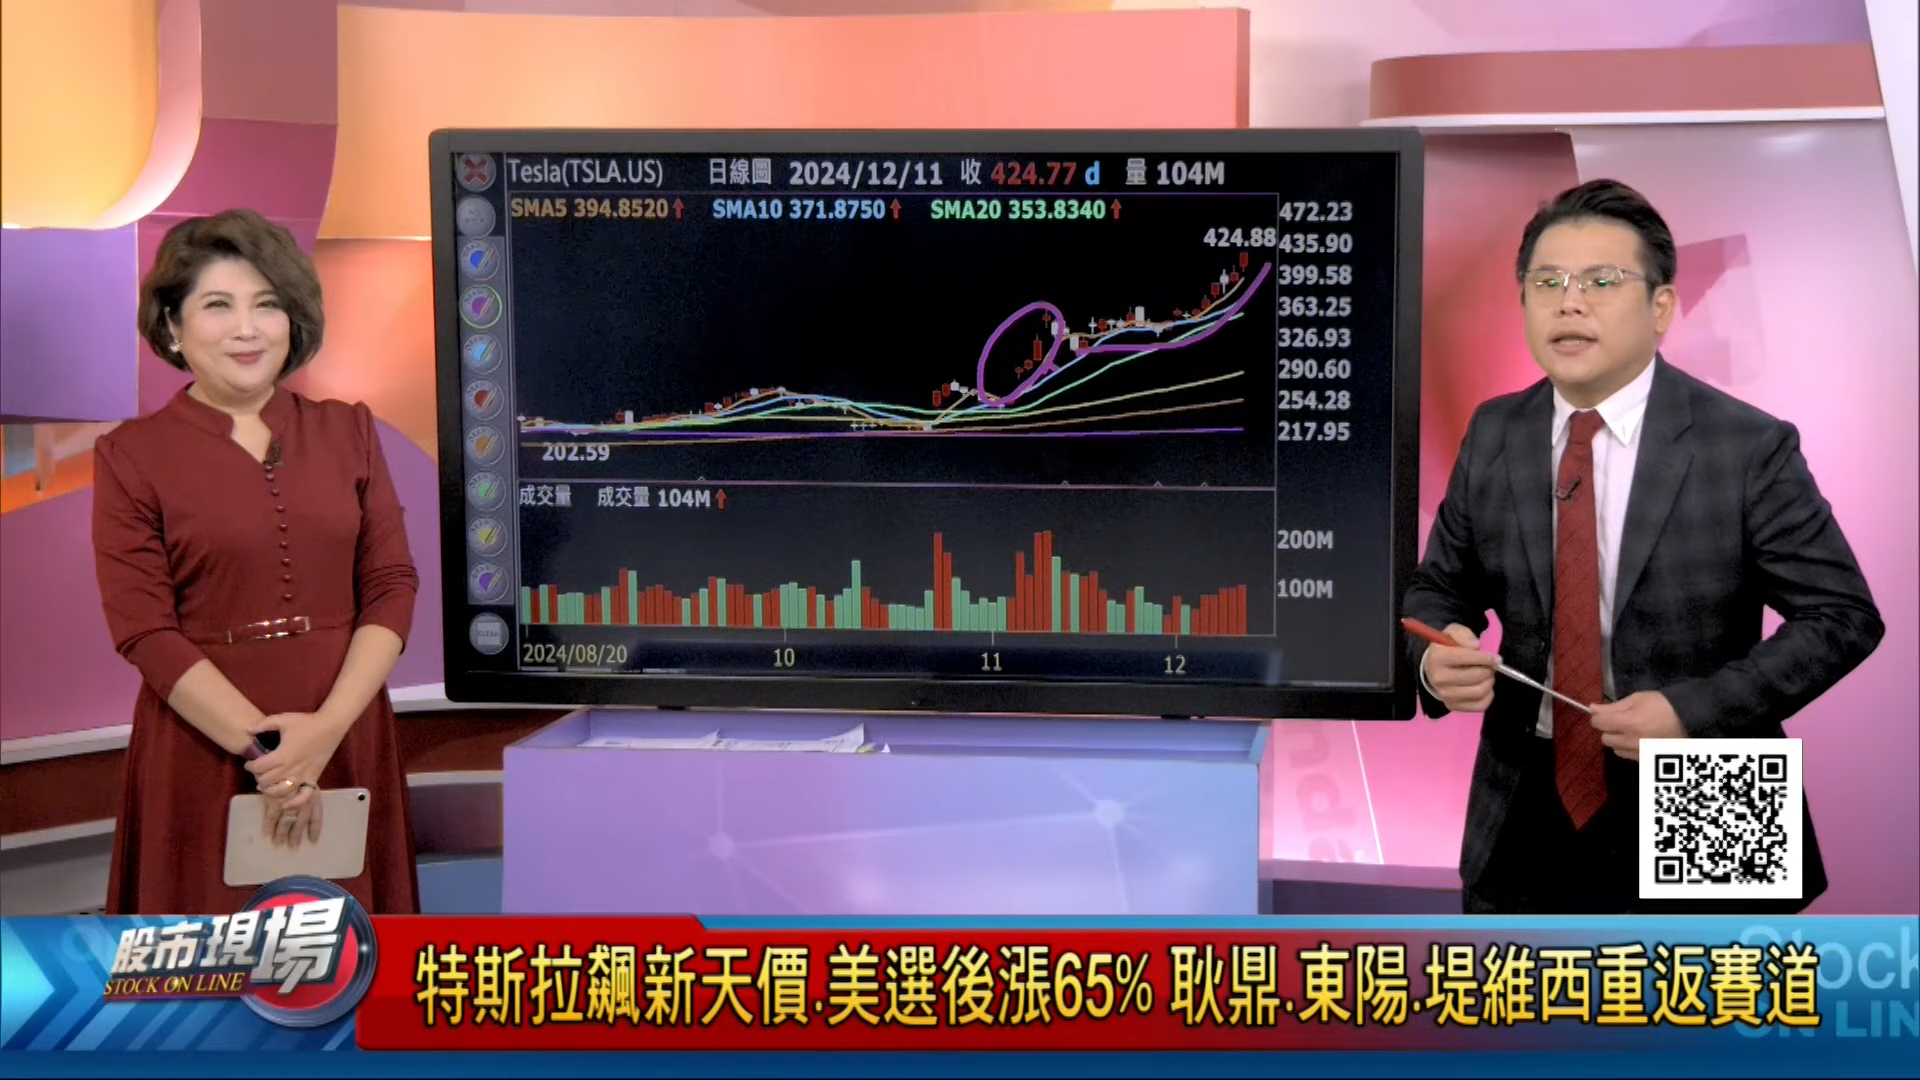 Tesla(TSLA.US) 日線圖 2024/12/11 收 424.77 d 量 104M
SMA5 394.8520↑ SMA10 371.8750↑ SMA20 353.8340↑
472.23
424.88
435.90
399.58
363.25
326.93
290.60
254.28
217.95
202.59
成交量 成交量 104M↑
200M
100M
2024/08/20 10 11 12
CLEAR
股市現場
STOCK ON LINE
特斯拉飆新天價.美選後漲65% 耿鼎.東陽.堤維西重返賽道
Stock
ON LIN